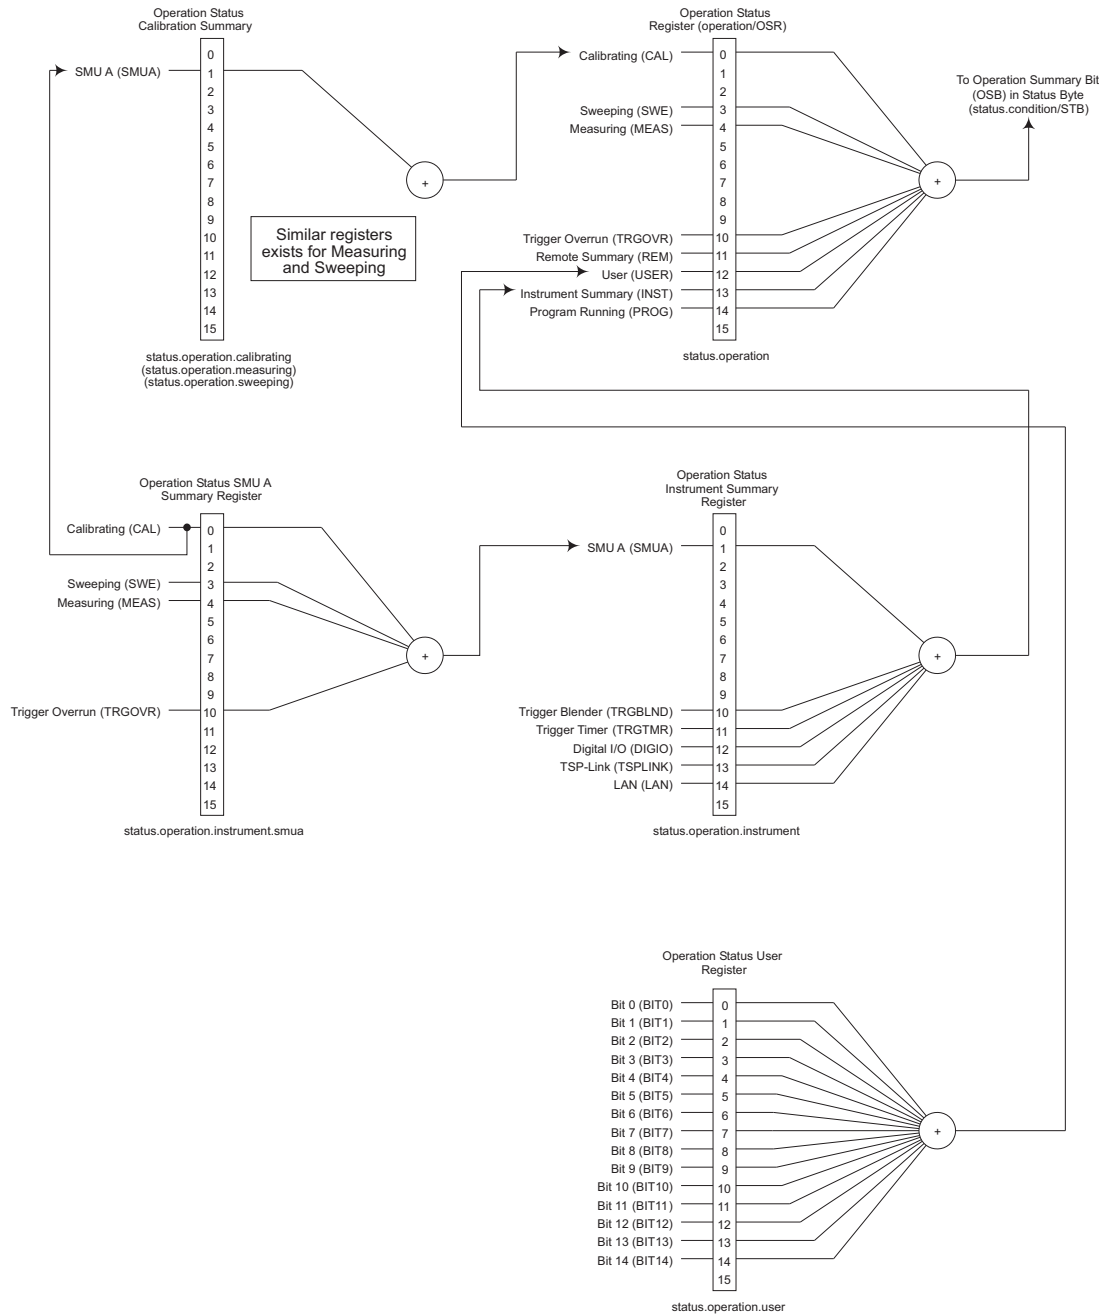 Operation Status
Calibration Summary
SMU A (SMUA)
0
1
2
3
4
5
6
7
8
9
10
11
12
13
14
15
+
Similar registers
exists for Measuring
and Sweeping
status.operation.calibrating
(status.operation.measuring)
(status.operation.sweeping)
Operation Status
Register (operation/OSR)
Calibrating (CAL)
Sweeping (SWE)
Measuring (MEAS)
Trigger Overrun (TRGOVR)
Remote Summary (REM)
User (USER)
Instrument Summary (INST)
Program Running (PROG)
0
1
2
3
4
5
6
7
8
9
10
11
12
13
14
15
+
status.operation
To Operation Summary Bit
(OSB) in Status Byte
(status.condition/STB)
Operation Status SMU A
Summary Register
Calibrating (CAL)
Sweeping (SWE)
Measuring (MEAS)
Trigger Overrun (TRGOVR)
0
1
2
3
4
5
6
7
8
9
10
11
12
13
14
15
+
status.operation.instrument.smua
Operation Status
Instrument Summary
Register
SMU A (SMUA)
Trigger Blender (TRGBLND)
Trigger Timer (TRGTMR)
Digital I/O (DIGIO)
TSP-Link (TSPLINK)
LAN (LAN)
0
1
2
3
4
5
6
7
8
9
10
11
12
13
14
15
+
status.operation.instrument
Operation Status User
Register
Bit 0 (BIT0) 0
Bit 1 (BIT1) 1
Bit 2 (BIT2) 2
Bit 3 (BIT3) 3
Bit 4 (BIT4) 4
Bit 5 (BIT5) 5
Bit 6 (BIT6) 6
Bit 7 (BIT7) 7
Bit 8 (BIT8) 8
Bit 9 (BIT9) 9
Bit 10 (BIT10) 10
Bit 11 (BIT11) 11
Bit 12 (BIT12) 12
Bit 13 (BIT13) 13
Bit 14 (BIT14) 14
15
+
status.operation.user